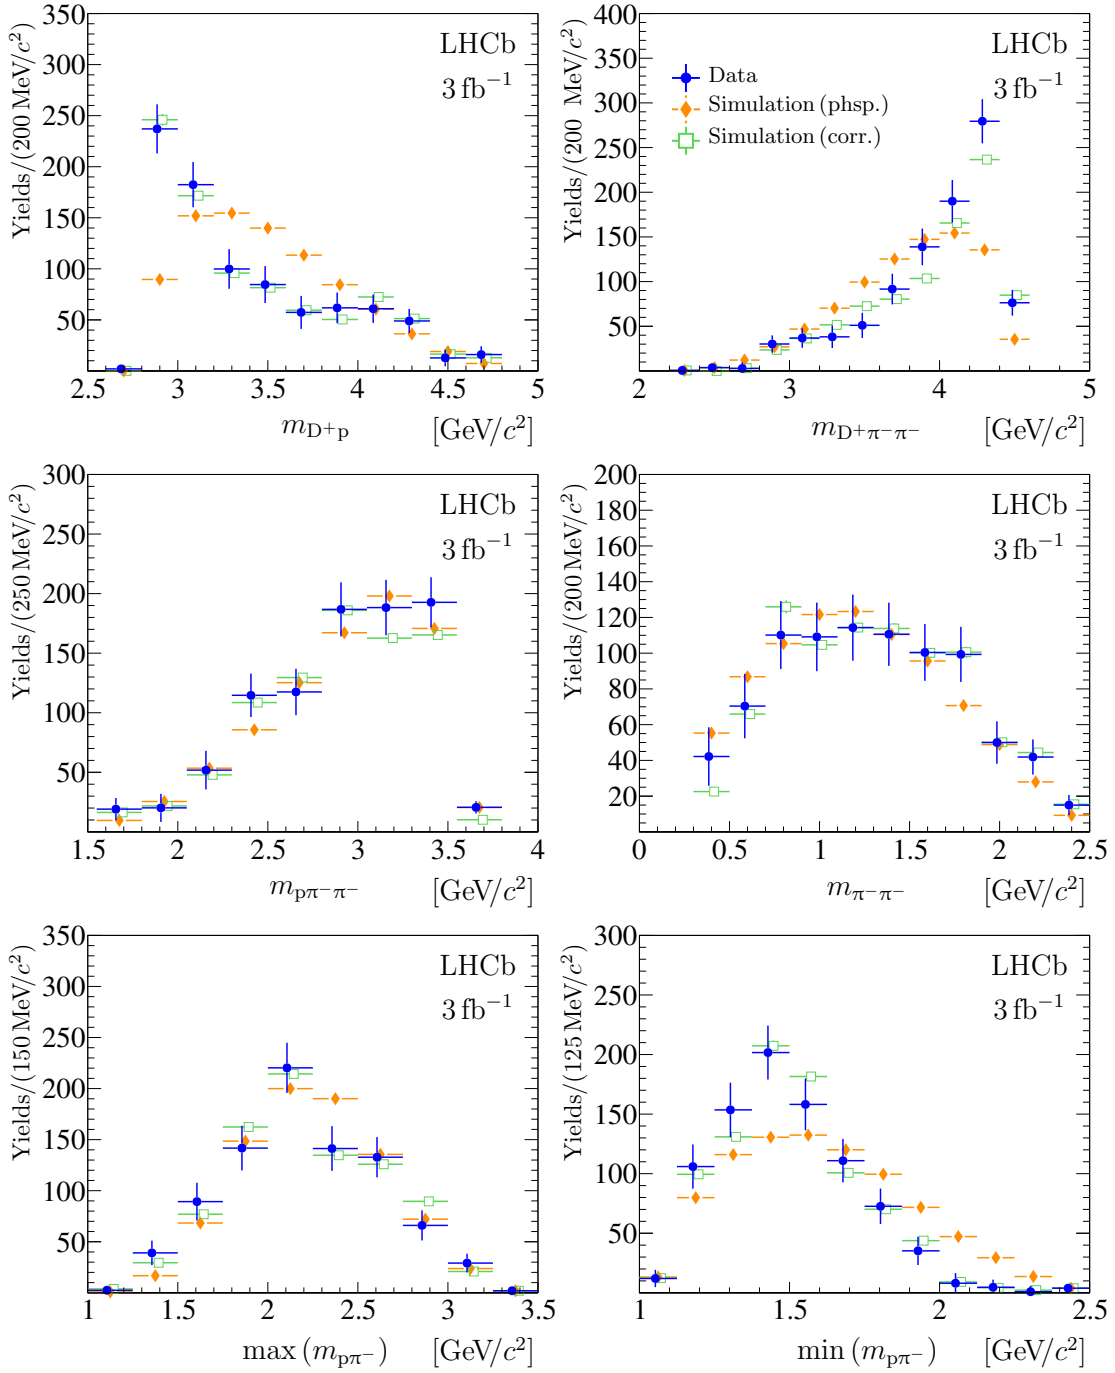 Yields/(200 MeV/c²)
350
300
250
200
150
100
50
2.5 3 3.5 4 4.5 5
LHCb
3 fb⁻¹
m_{D⁺p} [GeV/c²]
Yields/(200 MeV/c²)
400
350
300
250
200
150
100
50
2 3 4 5
LHCb
3 fb⁻¹
Data
Simulation (phsp.)
Simulation (corr.)
m_{D⁺π⁻π⁻} [GeV/c²]
Yields/(250 MeV/c²)
300
250
200
150
100
50
1.5 2 2.5 3 3.5 4
LHCb
3 fb⁻¹
m_{pπ⁻π⁻} [GeV/c²]
Yields/(200 MeV/c²)
200
180
160
140
120
100
80
60
40
20
0 0.5 1 1.5 2 2.5
LHCb
3 fb⁻¹
m_{π⁻π⁻} [GeV/c²]
Yields/(150 MeV/c²)
350
300
250
200
150
100
50
1 1.5 2 2.5 3 3.5
LHCb
3 fb⁻¹
max (m_{pπ⁻}) [GeV/c²]
Yields/(125 MeV/c²)
300
250
200
150
100
50
1 1.5 2 2.5
LHCb
3 fb⁻¹
min (m_{pπ⁻}) [GeV/c²]